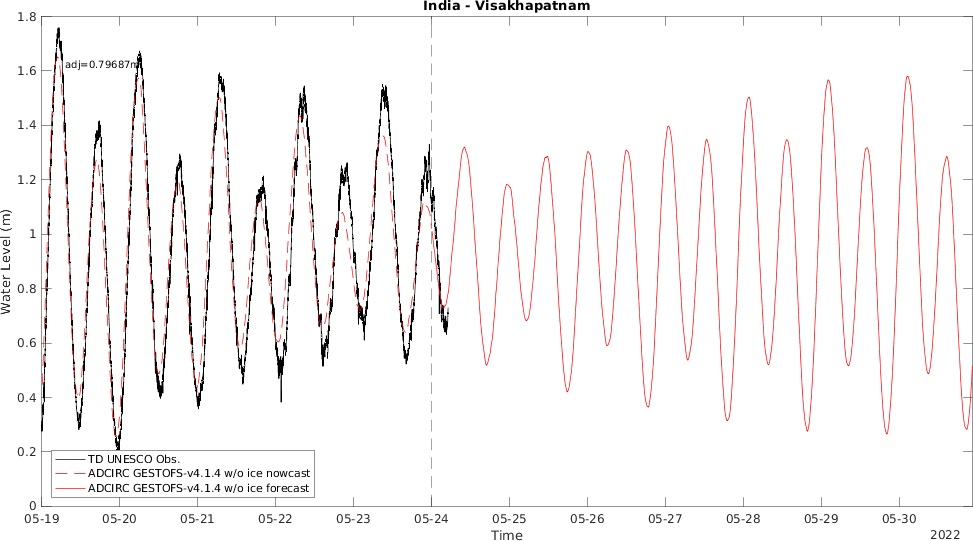 India - Visakhapatnam
1.8
1.6
1.4
1.2
1
0.8
0.6
0.4
0.2
0
Water Level (m)
adj=0.79687m
TD UNESCO Obs.
ADCIRC GESTOFS-v4.1.4 w/o ice nowcast
ADCIRC GESTOFS-v4.1.4 w/o ice forecast
05-19 05-20 05-21 05-22 05-23 05-24 05-25 05-26 05-27 05-28 05-29 05-30
Time
2022